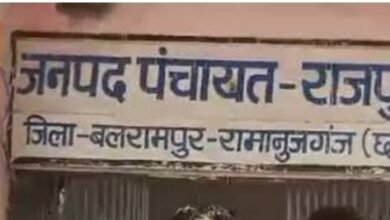 जनपद पंचायत-राजपु
जिला-बलरामपुर-रामानुजगंज (छ